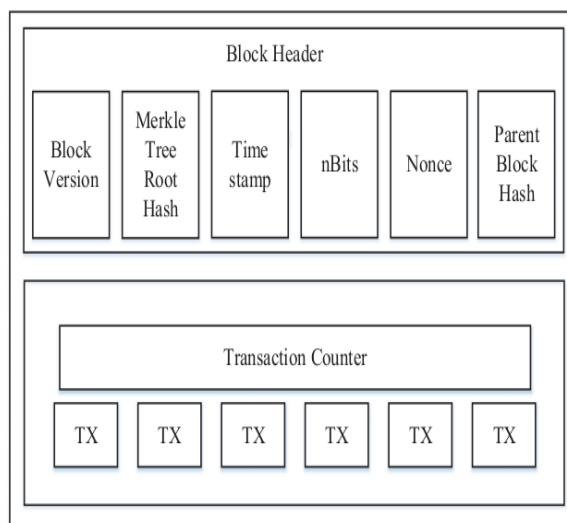 Block Header
Block
Version
Merkle
Tree
Root
Hash
Time
stamp
nBits
Nonce
Parent
Block
Hash
Transaction Counter
TX
TX
TX
TX
TX
TX